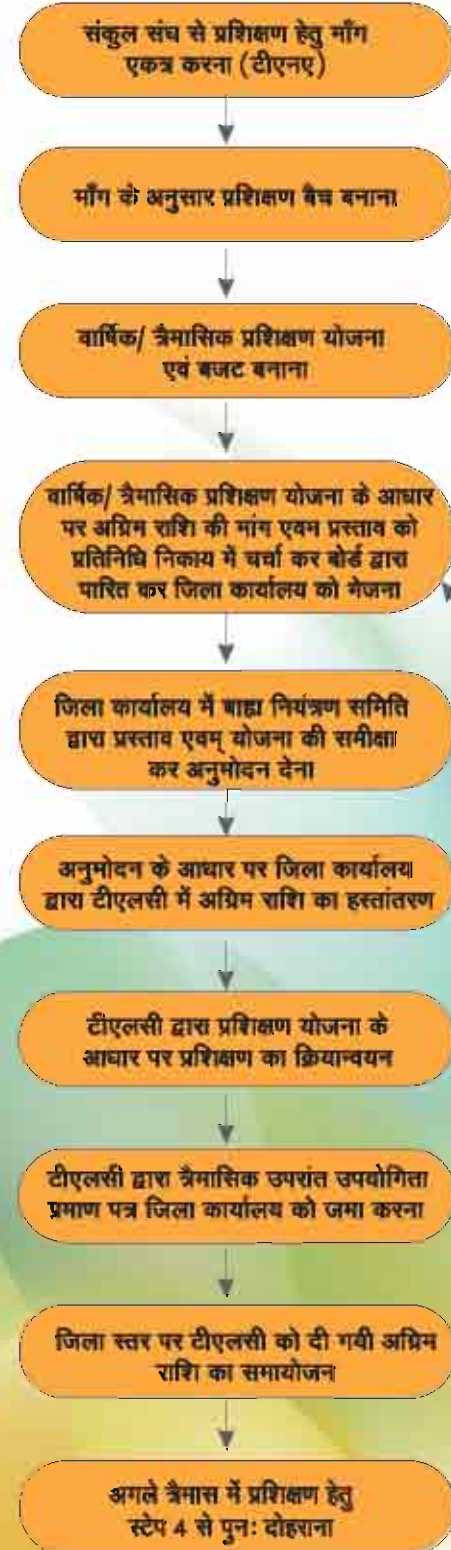 संकुल संघ से प्रशिक्षण हेतु माँग
एकत्र करना (टीएनए)
माँग के अनुसार प्रशिक्षण बैच बनाना
वार्षिक/ त्रैमासिक प्रशिक्षण योजना
एवं बजट बनाना
वार्षिक/ त्रैमासिक प्रशिक्षण योजना के आधार
पर अग्रिम राशि की मांग एवम प्रस्ताव को
प्रतिनिधि निकाय में चर्चा कर बोर्ड द्वारा
पारित कर जिला कार्यालय को भेजना
जिला कार्यालय में बाह्य नियंत्रण समिति
द्वारा प्रस्ताव एवम् योजना की समीक्षा
कर अनुमोदन देना
अनुमोदन के आधार पर जिला कार्यालय
द्वारा टीएलसी में अग्रिम राशि का हस्तांतरण
टीएलसी द्वारा प्रशिक्षण योजना के
आधार पर प्रशिक्षण का क्रियान्वयन
टीएलसी द्वारा त्रैमासिक उपरांत उपयोगिता
प्रमाण पत्र जिला कार्यालय को जमा करना
जिला स्तर पर टीएलसी को दी गयी अग्रिम
राशि का समायोजन
अगले त्रैमास में प्रशिक्षण हेतु
स्टेप 4 से पुनः दोहराना